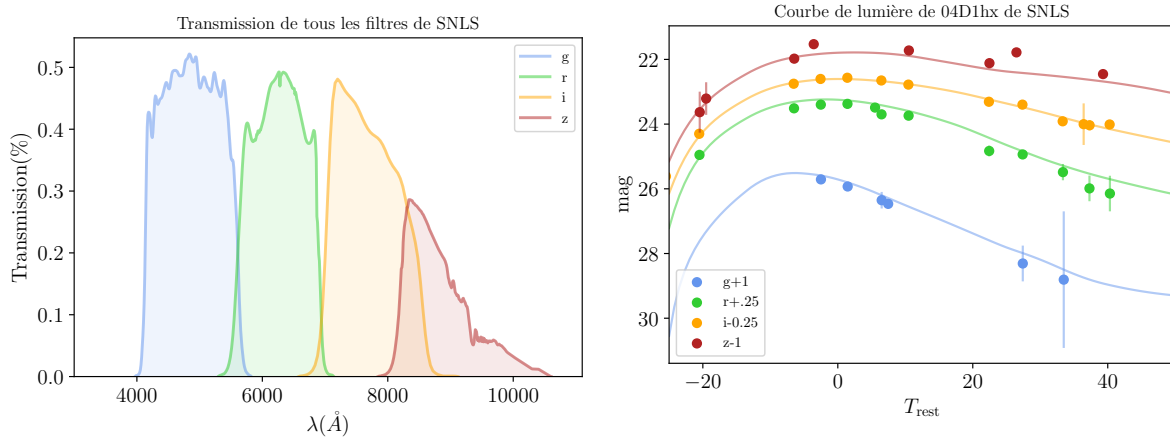 Transmission de tous les filtres de SNLS
Transmission(%)
0.5
0.4
0.3
0.2
0.1
0.0
4000 6000 8000 10000
λ(Å)
g
r
i
z
Courbe de lumière de 04D1hx de SNLS
mag
22
24
26
28
30
−20 0 20 40
T_rest
g+1
r+.25
i-0.25
z-1